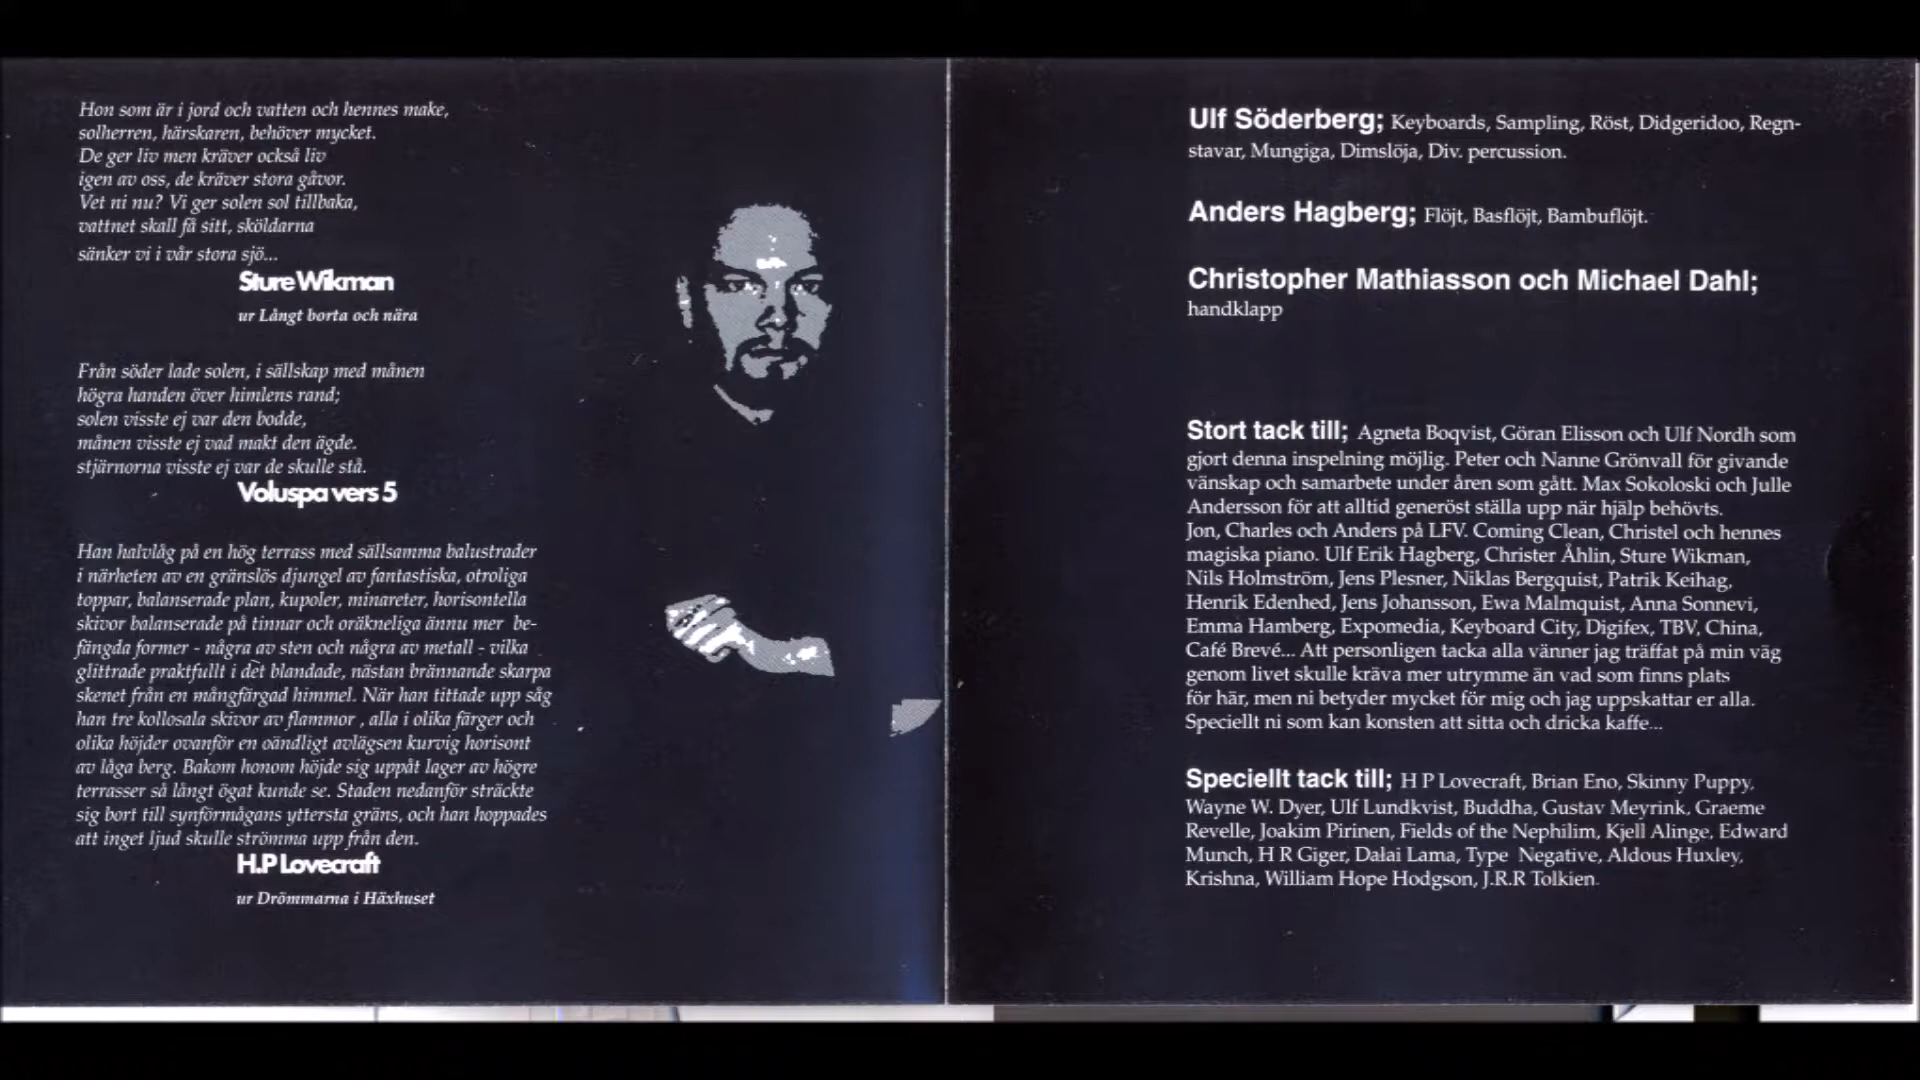 Hon som är i jord och vatten och hennes make,
solherren, härskaren, behöver mycket.
De ger liv men kräver också liv
igen av oss, de kräver stora gåvor.
Vet ni nu? Vi ger solen sol tillbaka,
vattnet skall få sitt, sköldarna
sänker vi i vår stora sjö...
Sture Wikman
ur Långt borta och nära
Från söder lade solen, i sällskap med månen
högra handen över himlens rand;
solen visste ej var den bodde,
månen visste ej vad makt den ägde.
stjärnorna visste ej var de skulle stå.
Voluspa vers 5
Han halvlåg på en hög terrass med sällsamma balustrader
i närheten av en gränslös djungel av fantastiska, otroliga
toppar, balanserade plan, kupoler, minareter, horisontella
skivor balanserade på tinnar och oräkneliga ännu mer be-
fängda former - några av sten och några av metall - vilka
glittrade praktfullt i det blandade, nästan brännande skarpa
skenet från en mångfärgad himmel. När han tittade upp såg
han tre kollosala skivor av flammor , alla i olika färger och
olika höjder ovanför en oändligt avlägsen kurvig horisont
av låga berg. Bakom honom höjde sig uppåt lager av högre
terrasser så långt ögat kunde se. Staden nedanför sträckte
sig bort till synförmågans yttersta gräns, och han hoppades
att inget ljud skulle strömma upp från den.
H.P Lovecraft
ur Drömmarna i Häxhuset
Ulf Söderberg; Keyboards, Sampling, Röst, Didgeridoo, Regn-
stavar, Mungiga, Dimslöja, Div. percussion.
Anders Hagberg; Flöjt, Basflöjt, Bambuflöjt.
Christopher Mathiasson och Michael Dahl;
handklapp
Stort tack till; Agneta Boqvist, Göran Elisson och Ulf Nordh som
gjort denna inspelning möjlig. Peter och Nanne Grönvall för givande
vänskap och samarbete under åren som gått. Max Sokoloski och Julle
Andersson för att alltid generöst ställa upp när hjälp behövts.
Jon, Charles och Anders på LFV. Coming Clean, Christel och hennes
magiska piano. Ulf Erik Hagberg, Christer Åhlin, Sture Wikman,
Nils Holmström, Jens Plesner, Niklas Bergquist, Patrik Keihag,
Henrik Edenhed, Jens Johansson, Ewa Malmquist, Anna Sonnevi,
Emma Hamberg, Expomedia, Keyboard City, Digifex, TBV, China,
Café Brevé... Att personligen tacka alla vänner jag träffat på min väg
genom livet skulle kräva mer utrymme än vad som finns plats
för här, men ni betyder mycket för mig och jag uppskattar er alla.
Speciellt ni som kan konsten att sitta och dricka kaffe...
Speciellt tack till; H P Lovecraft, Brian Eno, Skinny Puppy,
Wayne W. Dyer, Ulf Lundkvist, Buddha, Gustav Meyrink, Graeme
Revelle, Joakim Pirinen, Fields of the Nephilim, Kjell Alinge, Edward
Munch, H R Giger, Dalai Lama, Type Negative, Aldous Huxley,
Krishna, William Hope Hodgson, J.R.R Tolkien.